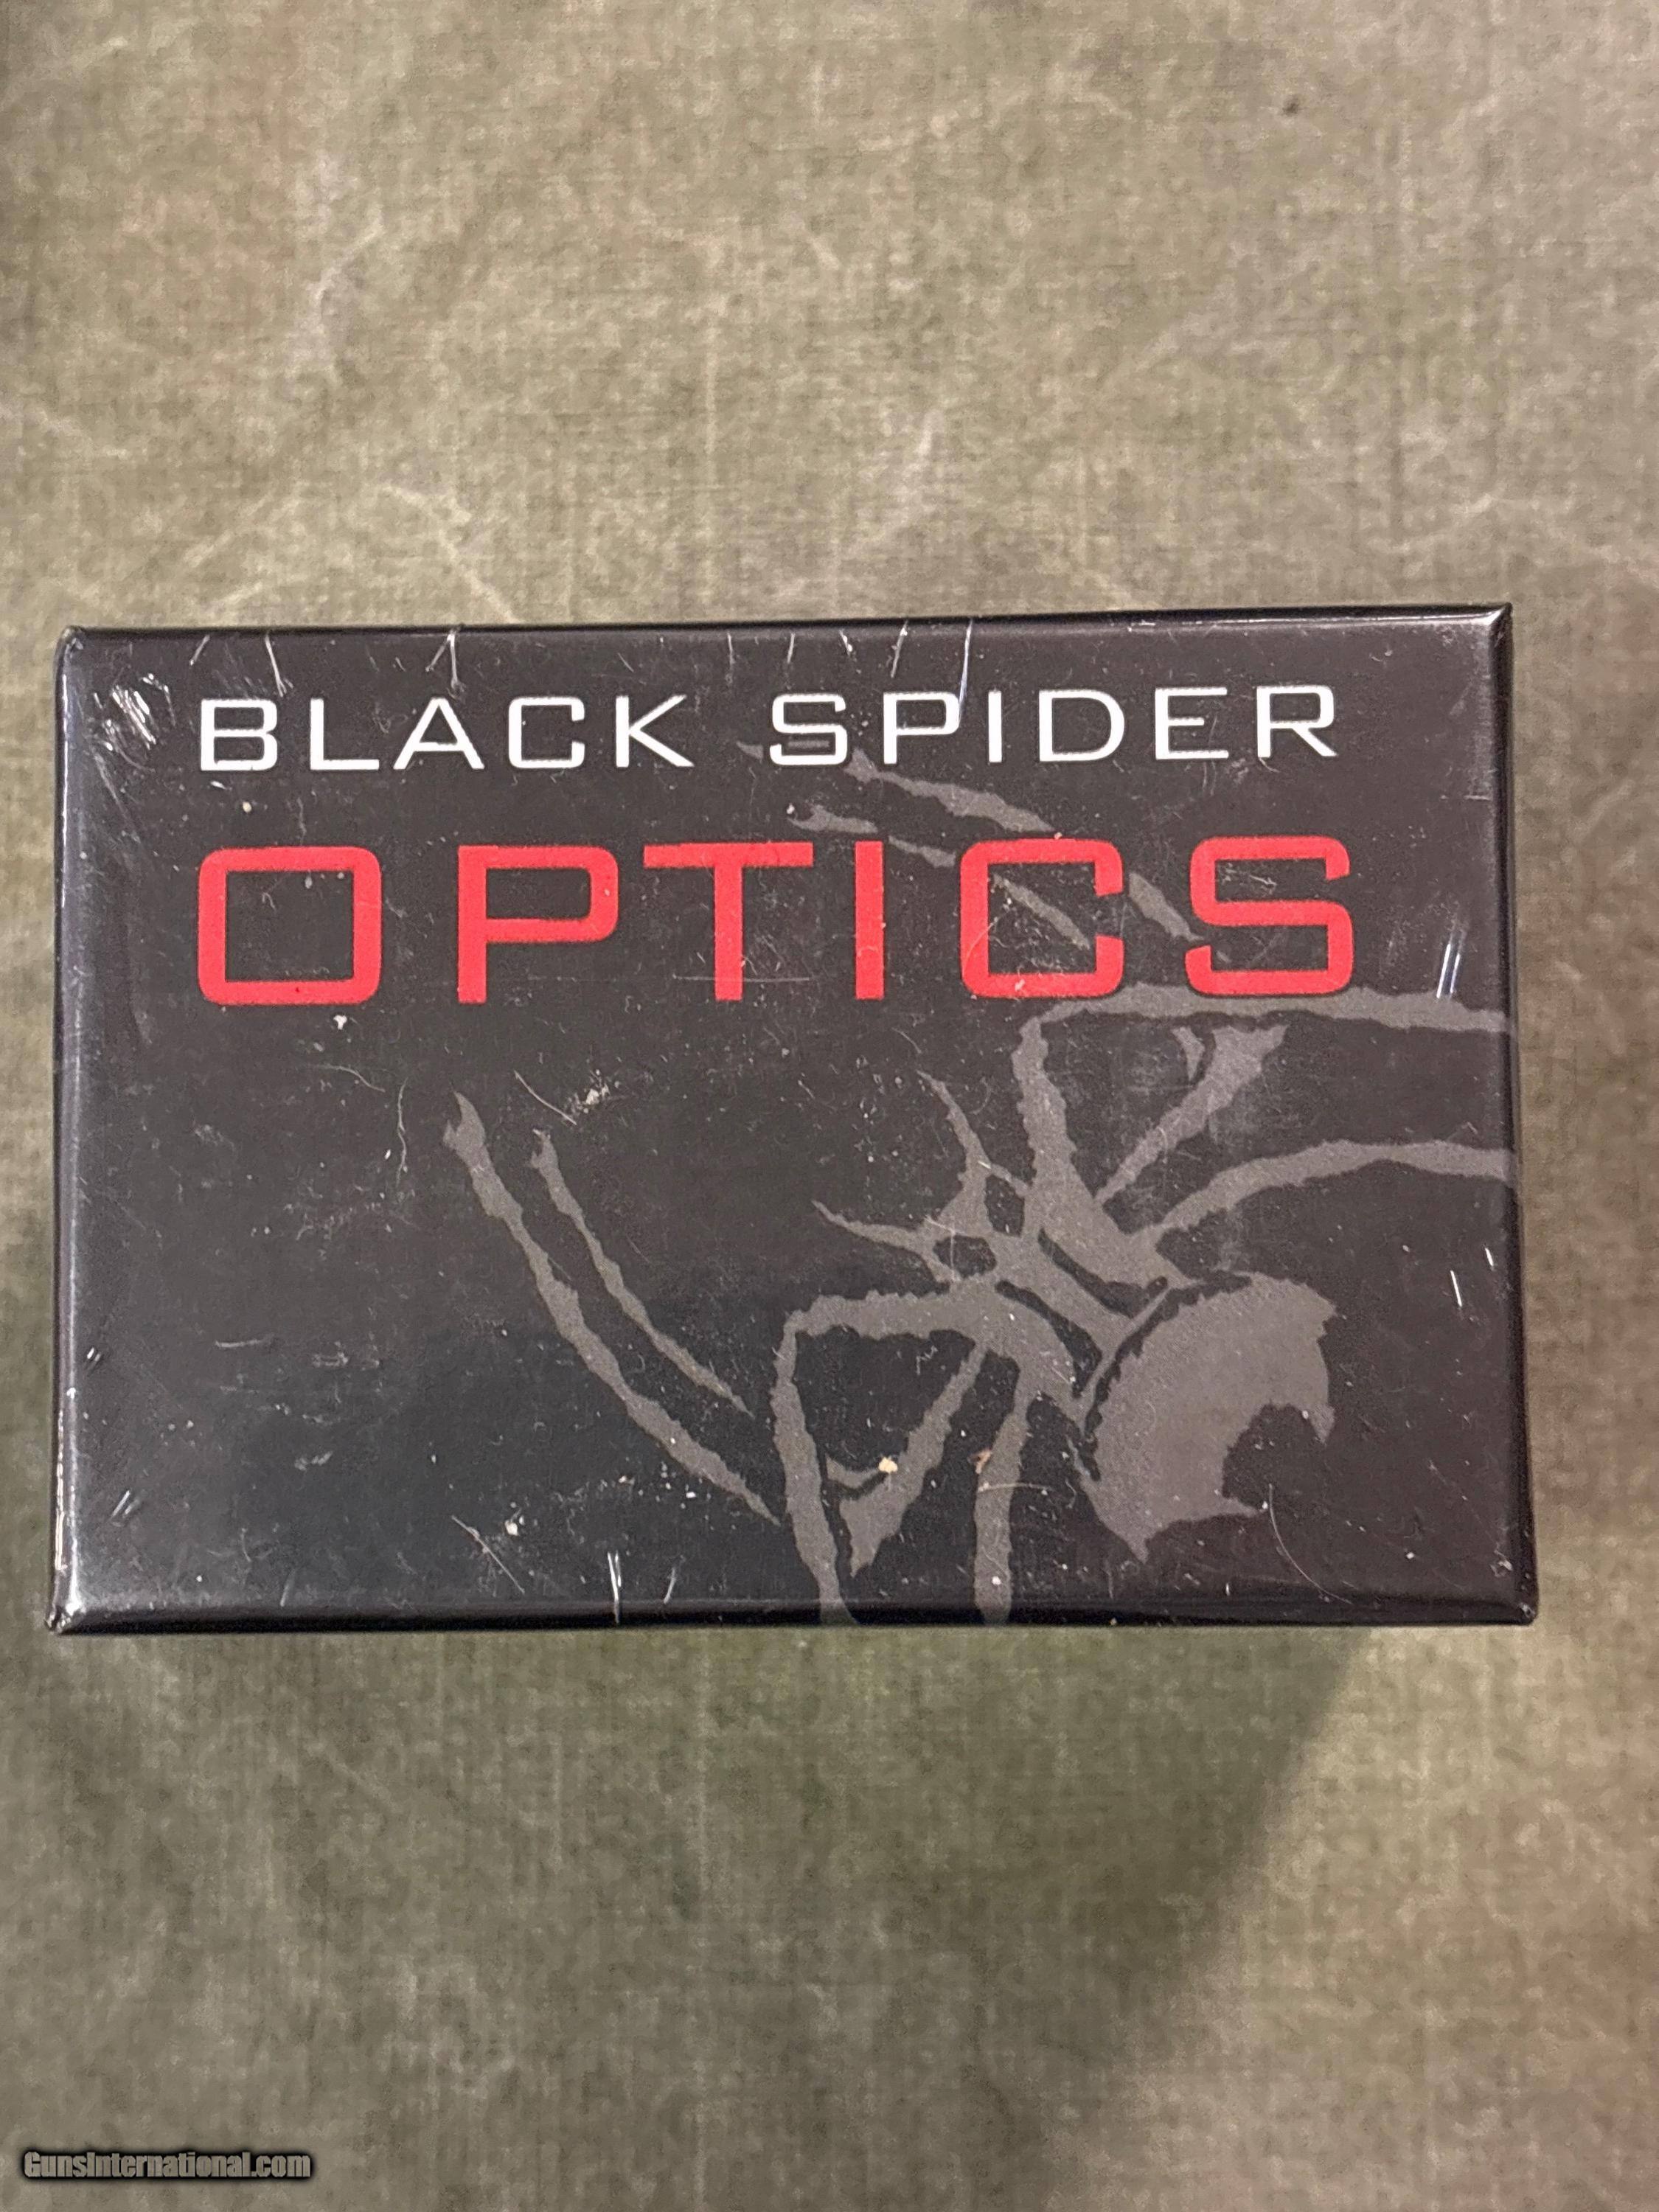 BLACK SPIDER
OPTICS
GunsInternational.com